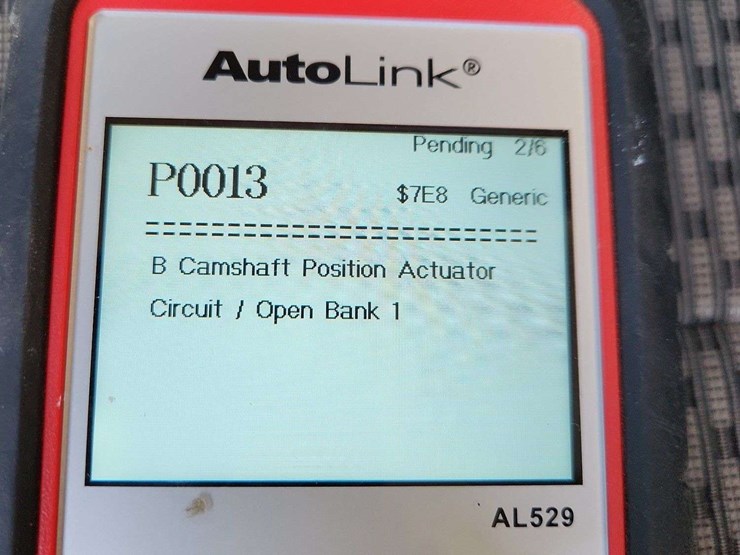 AutoLink®
Pending 2/6
P0013
$7E8 Generic
==========================
B Camshaft Position Actuator
Circuit / Open Bank 1
AL529